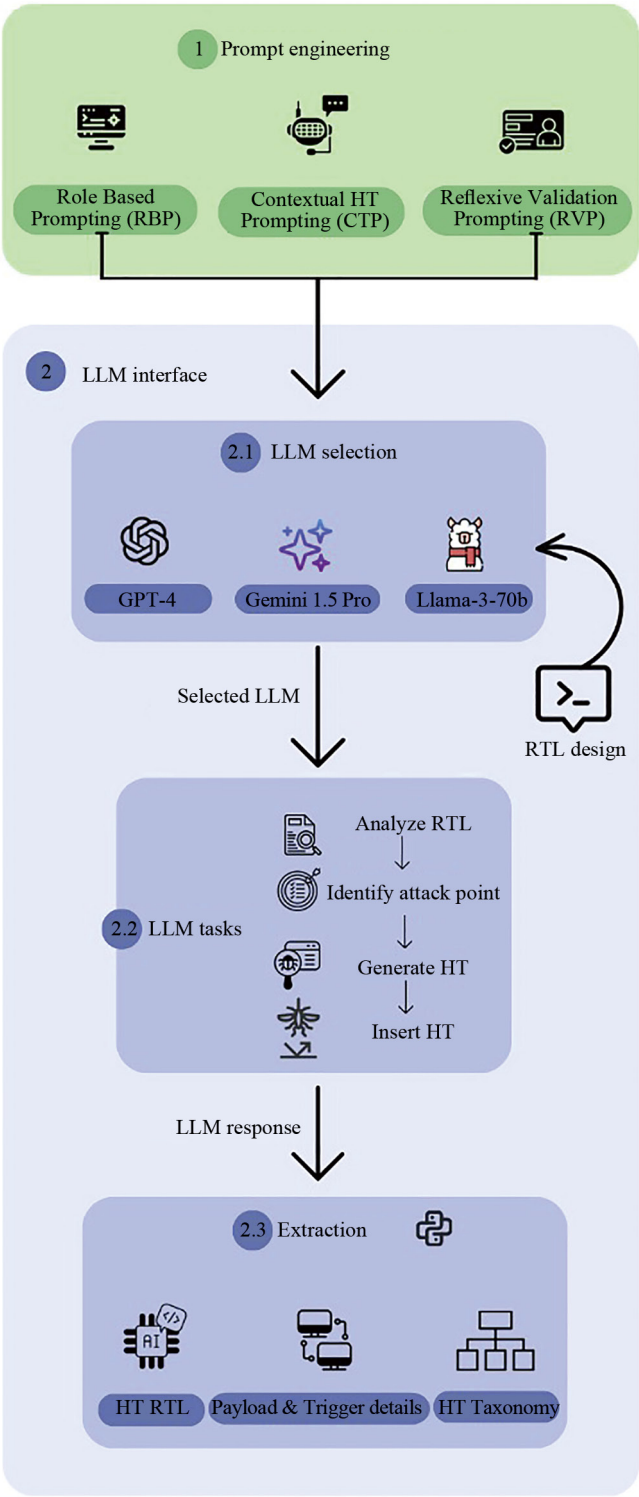 1 Prompt engineering
Role Based
Prompting (RBP)
Contextual HT
Prompting (CTP)
Reflexive Validation
Prompting (RVP)
2 LLM interface
2.1 LLM selection
GPT-4
Gemini 1.5 Pro
Llama-3-70b
Selected LLM
RTL design
Analyze RTL
Identify attack point
2.2 LLM tasks
Generate HT
Insert HT
LLM response
2.3 Extraction
AI
</>
HT RTL
Payload & Trigger details
HT Taxonomy